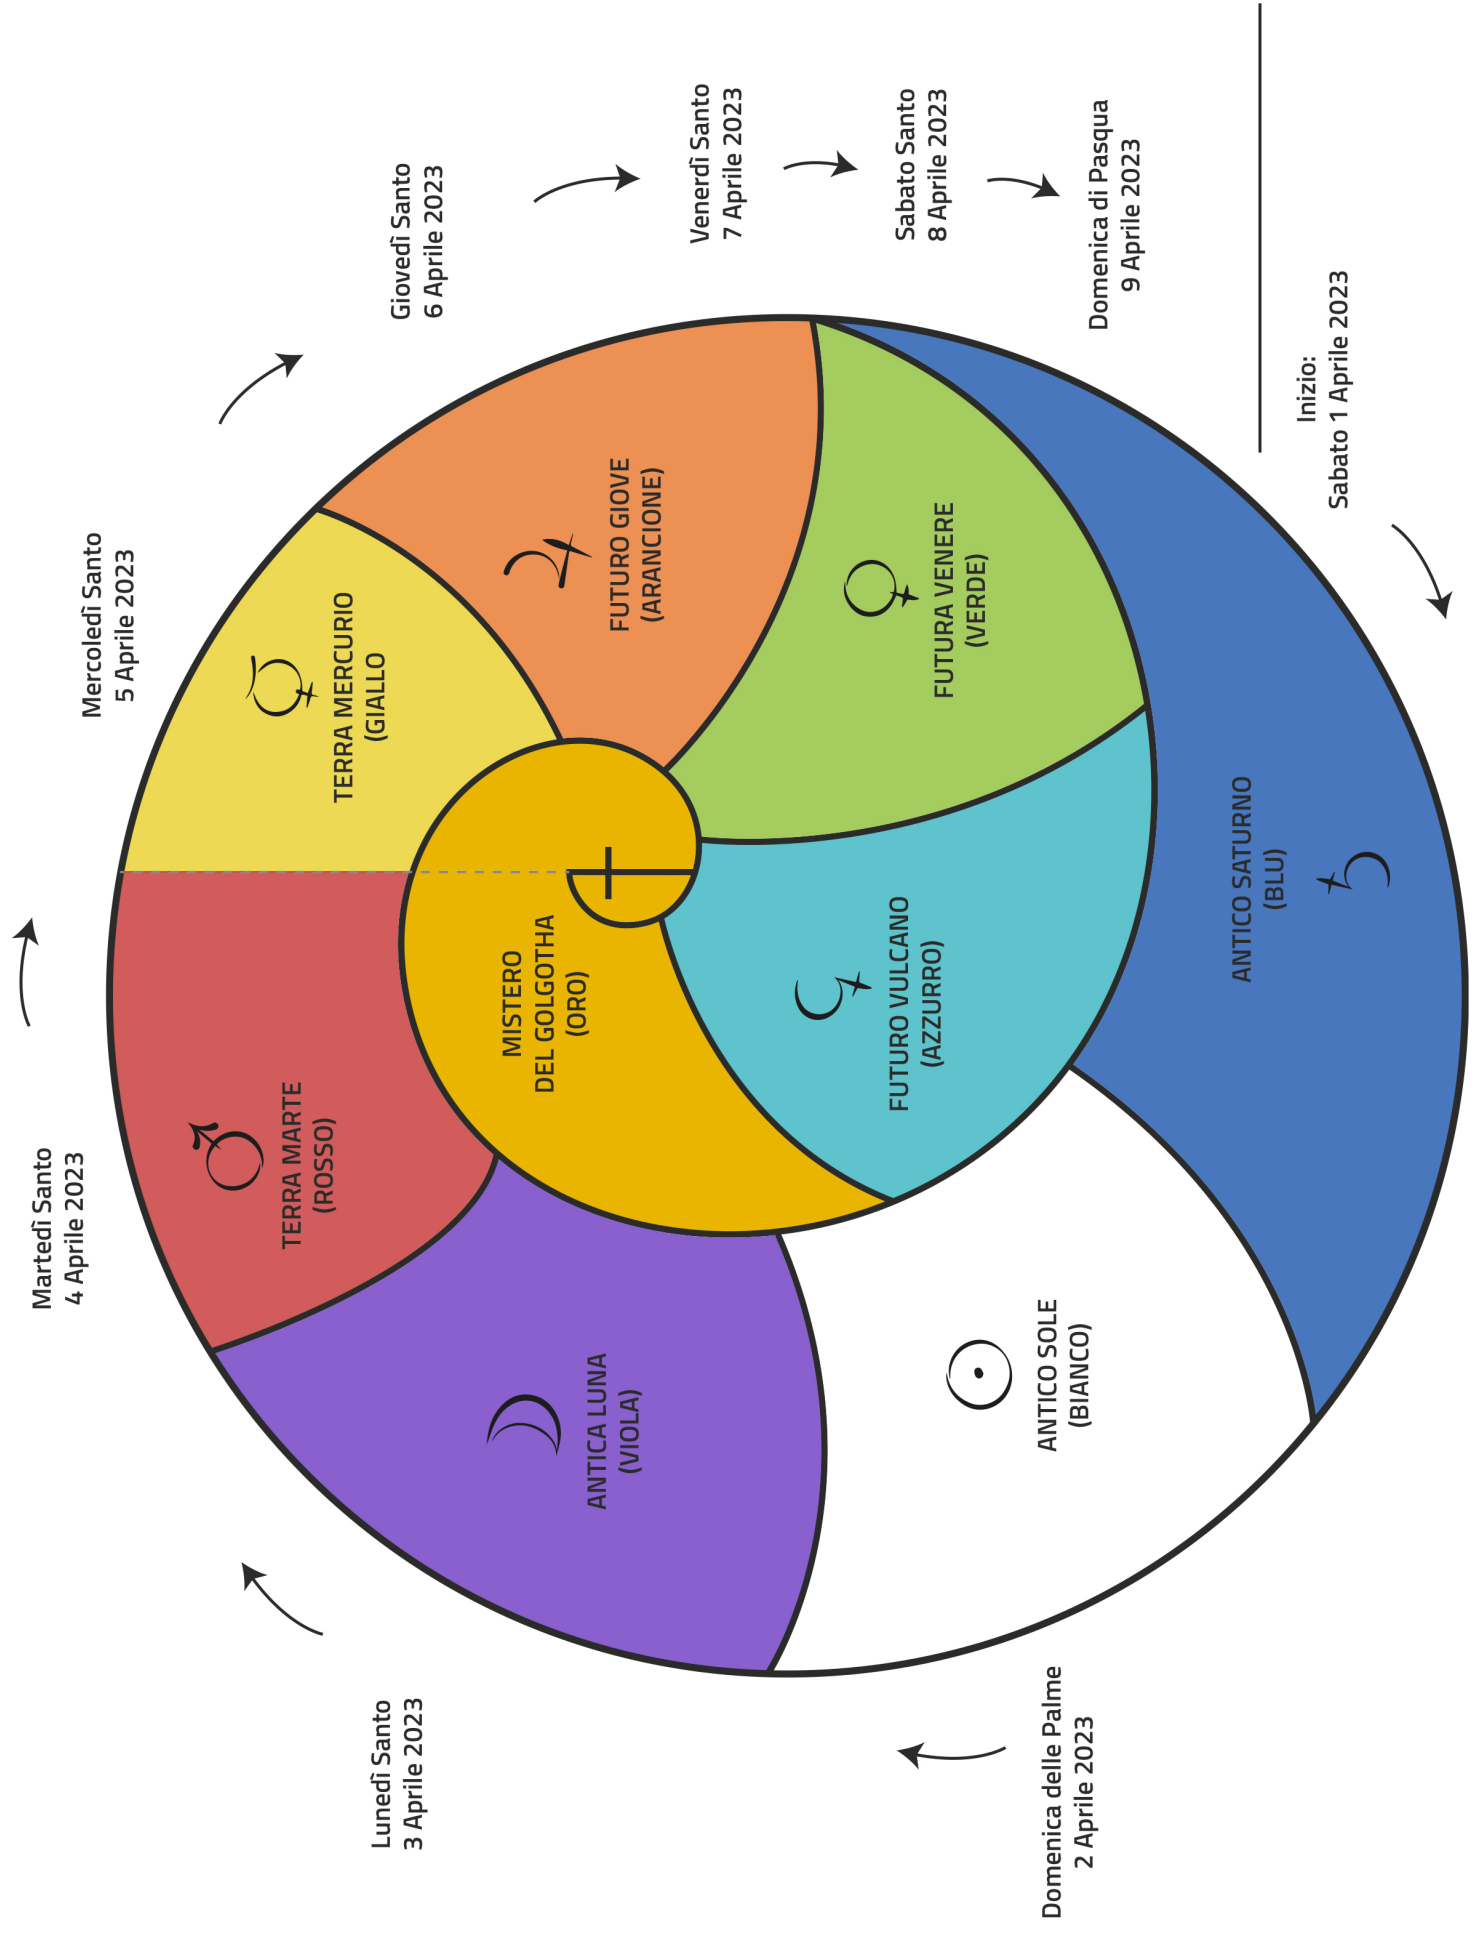 Inizio:
Sabato 1 Aprile 2023
Domenica delle Palme
2 Aprile 2023
Lunedì Santo
3 Aprile 2023
Martedì Santo
4 Aprile 2023
Mercoledì Santo
5 Aprile 2023
Giovedì Santo
6 Aprile 2023
Venerdì Santo
7 Aprile 2023
Sabato Santo
8 Aprile 2023
Domenica di Pasqua
9 Aprile 2023
ANTICO SATURNO
(BLU)
ANTICO SOLE
(BIANCO)
ANTICA LUNA
(VIOLA)
TERRA MARTE
(ROSSO)
TERRA MERCURIO
(GIALLO
FUTURO GIOVE
(ARANCIONE)
FUTURA VENERE
(VERDE)
FUTURO VULCANO
(AZZURRO)
MISTERO
DEL GOLGOTHA
(ORO)